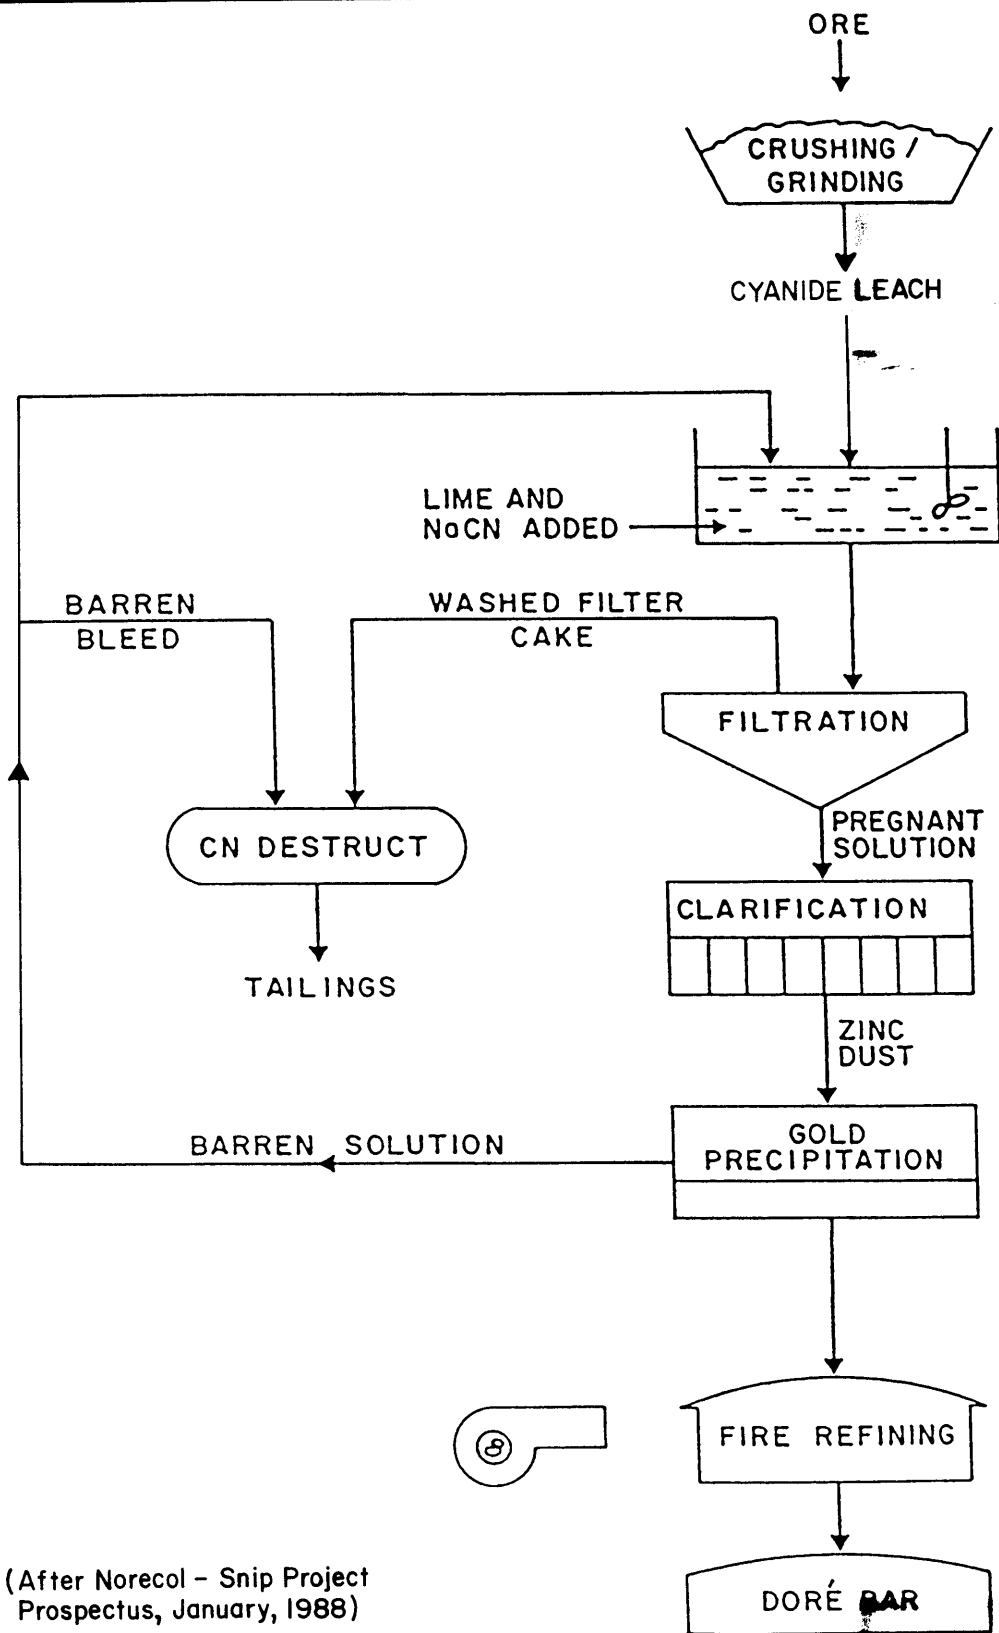 ORE
CRUSHING /
GRINDING
CYANIDE LEACH
LIME AND
NaCN ADDED
BARREN
BLEED
WASHED FILTER
CAKE
FILTRATION
CN DESTRUCT
PREGNANT
SOLUTION
CLARIFICATION
TAILINGS
ZINC
DUST
GOLD
PRECIPITATION
BARREN SOLUTION
FIRE REFINING
DORÉ BAR
(After Norecol - Snip Project
Prospectus, January, 1988)